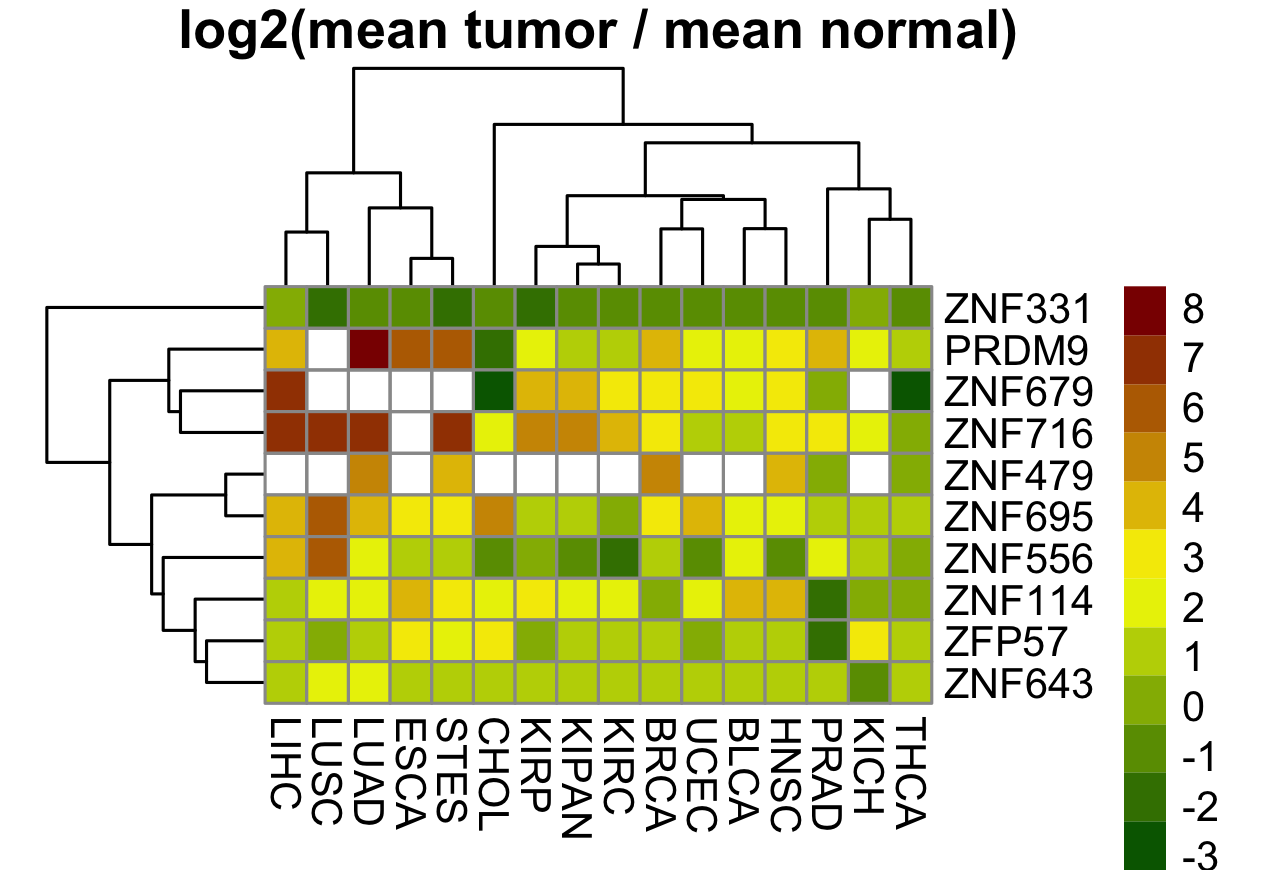 log2(mean tumor / mean normal)
ZNF331
PRDM9
ZNF679
ZNF716
ZNF479
ZNF695
ZNF556
ZNF114
ZFP57
ZNF643
LIHC
LUSC
LUAD
ESCA
STES
CHOL
KIRP
KIPAN
KIRC
BRCA
UCEC
BLCA
HNSC
PRAD
KICH
THCA
8
7
6
5
4
3
2
1
0
-1
-2
-3